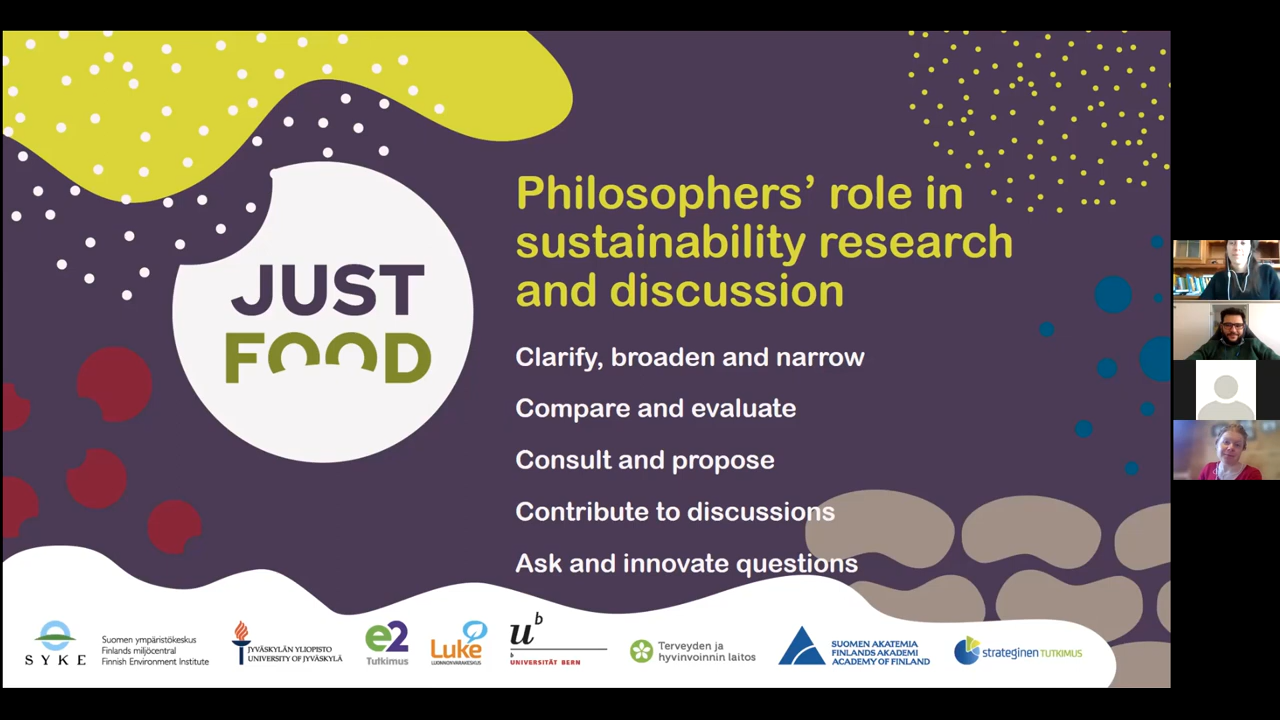 JUST
FOOD
Philosophers’ role in
sustainability research
and discussion
Clarify, broaden and narrow
Compare and evaluate
Consult and propose
Contribute to discussions
Ask and innovate questions
SYKE
Suomen ympäristökeskus
Finlands miljöcentral
Finnish Environment Institute
JYVÄSKYLÄN YLIOPISTO
UNIVERSITY OF JYVÄSKYLÄ
e2
Tutkimus
Luke
LUONNONVARAKESKUS
u b
b
UNIVERSITÄT BERN
Terveyden ja
hyvinvoinnin laitos
SUOMEN AKATEMIA
FINLANDS AKADEMI
ACADEMY OF FINLAND
strateginen TUTKIMUS